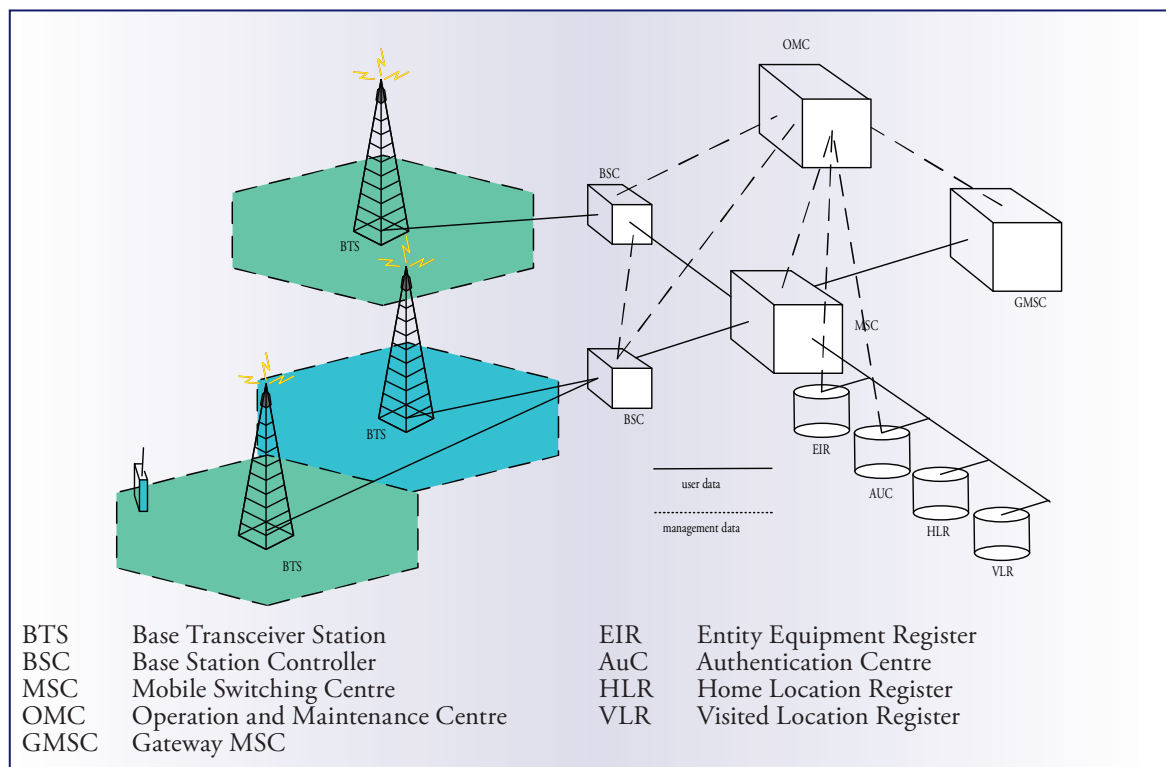 OMC
BSC
BTS
GMSC
MSC
BTS
BSC
EIR
user data
AUC
management data
HLR
BTS
VLR
BTS Base Transceiver Station
BSC Base Station Controller
MSC Mobile Switching Centre
OMC Operation and Maintenance Centre
GMSC Gateway MSC
EIR Entity Equipment Register
AuC Authentication Centre
HLR Home Location Register
VLR Visited Location Register